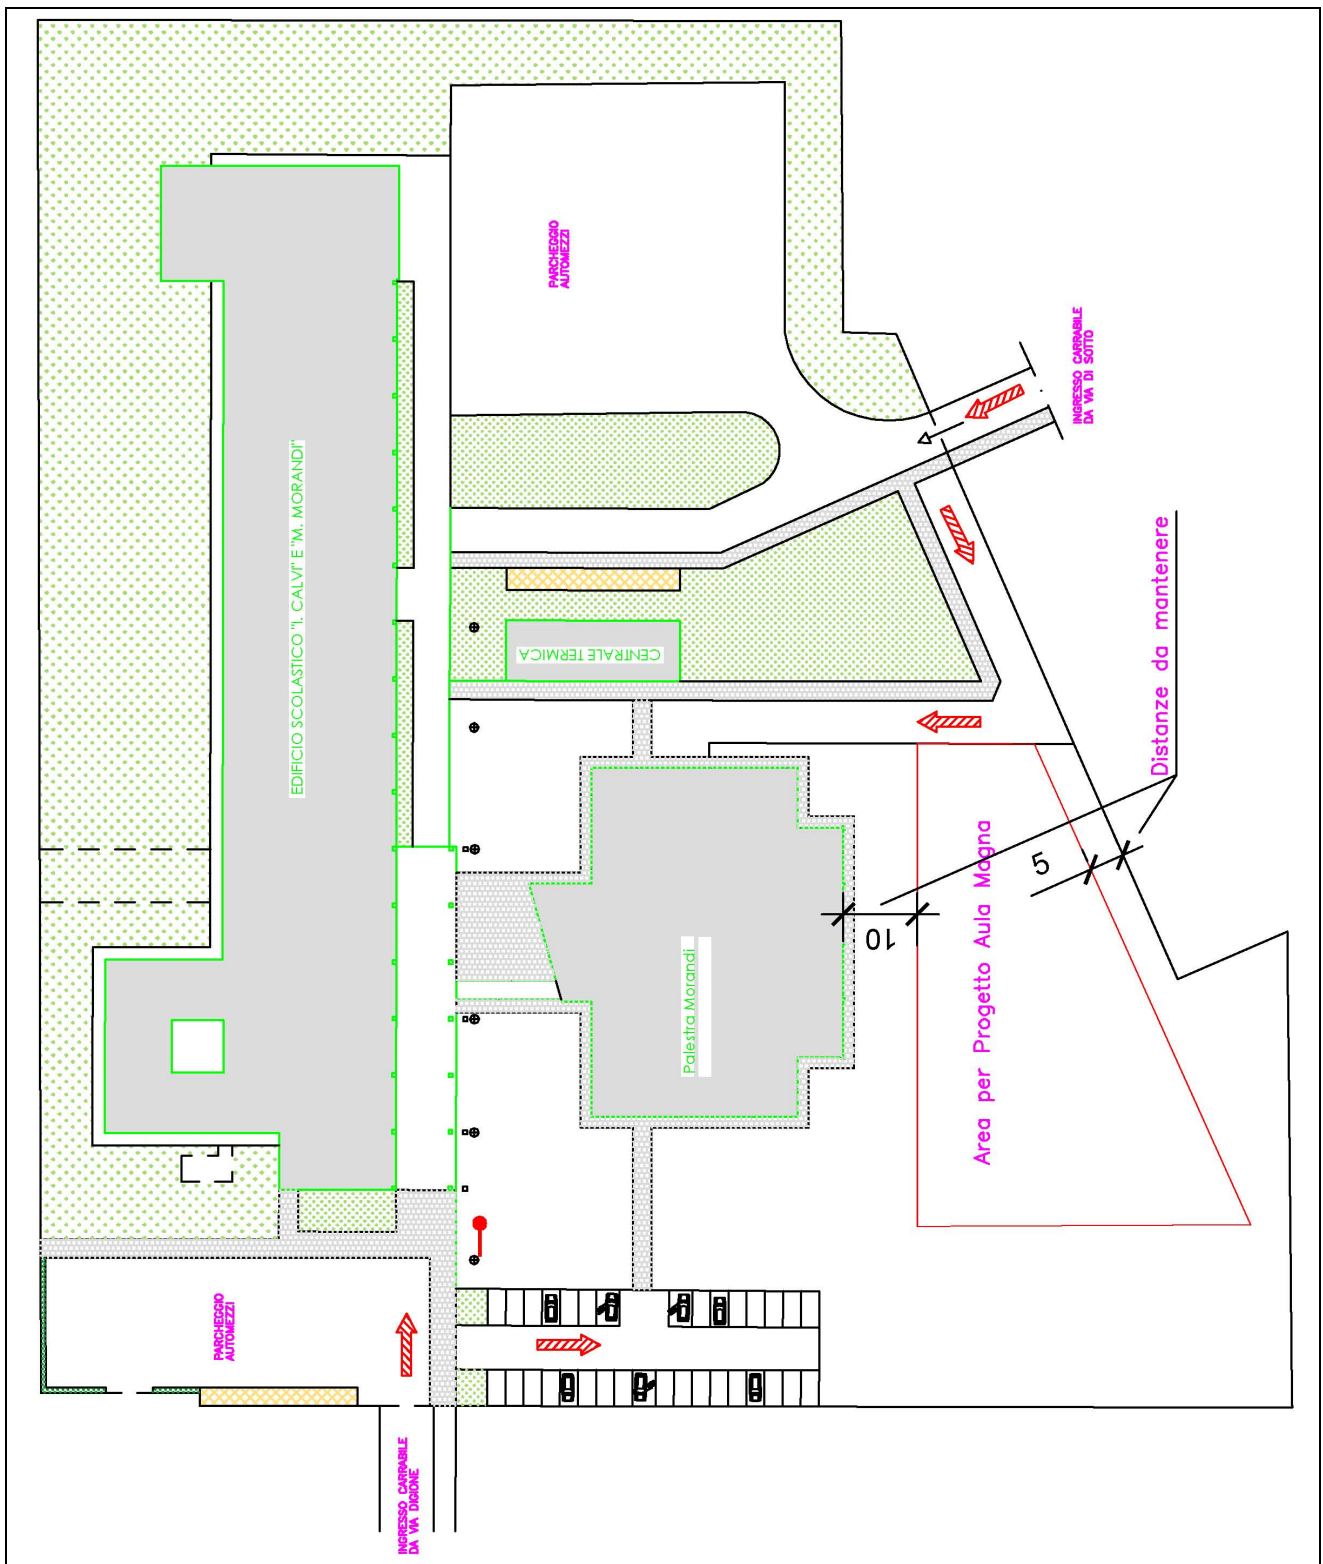 PARCHEGGIO
AUTOMEZZI
INGRESSO CARRABILE
DA VIA DI SOTTO
EDIFICIO SCOLASTICO "I. CALVI" E "M. MORANDI"
CENTRALE TERMICA
Distanze da mantenere
5
10
Area per Progetto Aula Magna
Palestra Morandi
PARCHEGGIO
AUTOMEZZI
INGRESSO CARRABILE
DA VIA DIGIONE